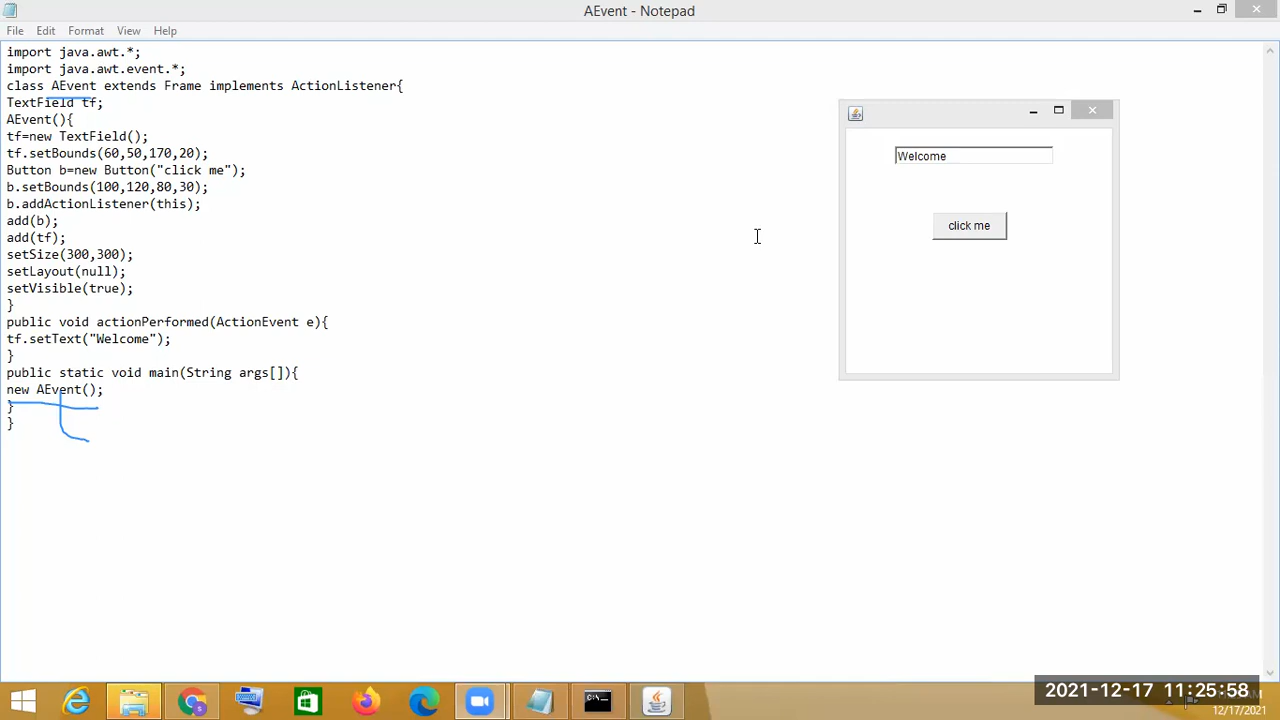 AEvent - Notepad
File Edit Format View Help
import java.awt.*;
import java.awt.event.*;
class AEvent extends Frame implements ActionListener{
TextField tf;
AEvent(){
tf=new TextField();
tf.setBounds(60,50,170,20);
Button b=new Button("click me");
b.setBounds(100,120,80,30);
b.addActionListener(this);
add(b);
add(tf);
setSize(300,300);
setLayout(null);
setVisible(true);
}
public void actionPerformed(ActionEvent e){
tf.setText("Welcome");
}
public static void main(String args[]){
new AEvent();
}
}
Welcome
click me
2021-12-17 11:25:58
12/17/2021